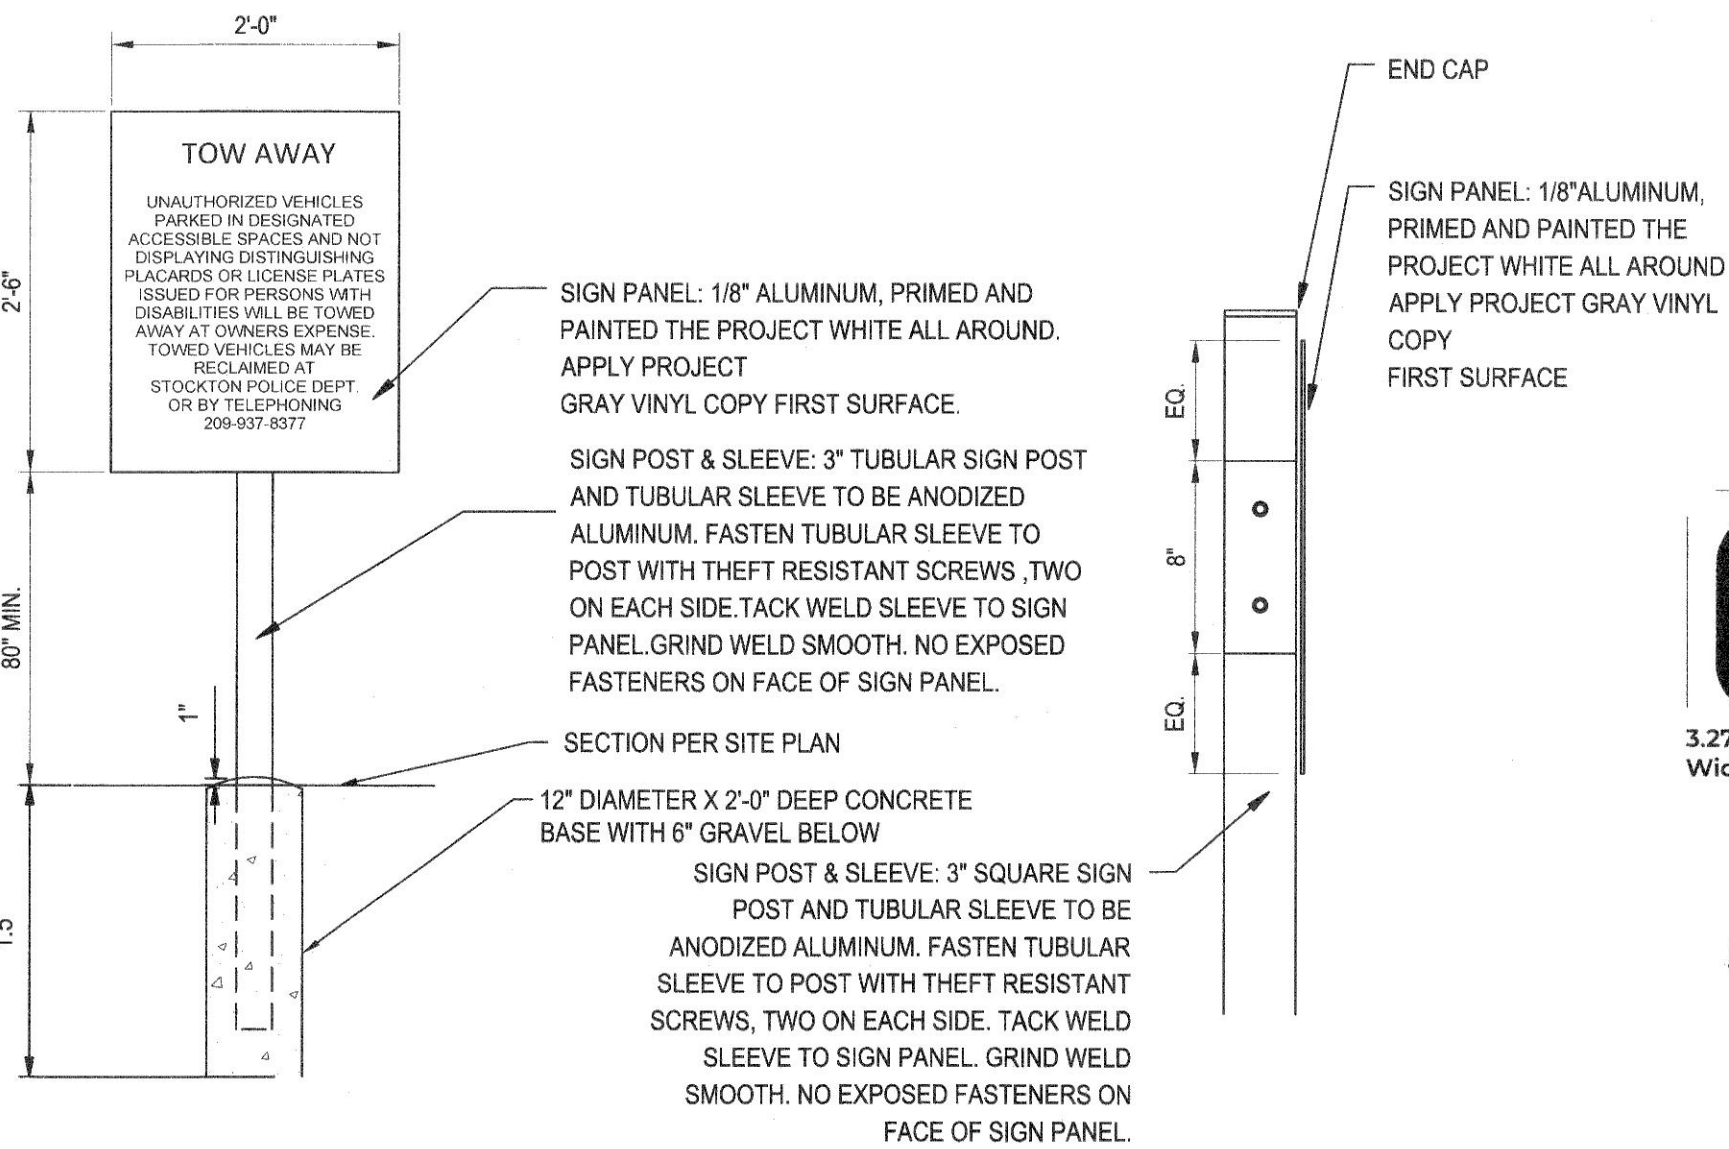 2'-0"
TOW AWAY
UNAUTHORIZED VEHICLES
PARKED IN DESIGNATED
ACCESSIBLE SPACES AND NOT
DISPLAYING DISTINGUISHING
PLACARDS OR LICENSE PLATES
ISSUED FOR PERSONS WITH
DISABILITIES WILL BE TOWED
AWAY AT OWNERS EXPENSE.
TOWED VEHICLES MAY BE
RECLAIMED AT
STOCKTON POLICE DEPT.
OR BY TELEPHONING
209-937-8377
2'-6"
80" MIN.
1"
SIGN PANEL: 1/8" ALUMINUM, PRIMED AND
PAINTED THE PROJECT WHITE ALL AROUND.
APPLY PROJECT
GRAY VINYL COPY FIRST SURFACE.
SIGN POST & SLEEVE: 3" TUBULAR SIGN POST
AND TUBULAR SLEEVE TO BE ANODIZED
ALUMINUM. FASTEN TUBULAR SLEEVE TO
POST WITH THEFT RESISTANT SCREWS ,TWO
ON EACH SIDE.TACK WELD SLEEVE TO SIGN
PANEL.GRIND WELD SMOOTH. NO EXPOSED
FASTENERS ON FACE OF SIGN PANEL.
SECTION PER SITE PLAN
12" DIAMETER X 2'-0" DEEP CONCRETE
BASE WITH 6" GRAVEL BELOW
END CAP
SIGN PANEL: 1/8"ALUMINUM,
PRIMED AND PAINTED THE
PROJECT WHITE ALL AROUND
APPLY PROJECT GRAY VINYL
COPY
FIRST SURFACE
EQ.
8"
EQ.
SIGN POST & SLEEVE: 3" SQUARE SIGN
POST AND TUBULAR SLEEVE TO BE
ANODIZED ALUMINUM. FASTEN TUBULAR
SLEEVE TO POST WITH THEFT RESISTANT
SCREWS, TWO ON EACH SIDE. TACK WELD
SLEEVE TO SIGN PANEL. GRIND WELD
SMOOTH. NO EXPOSED FASTENERS ON
FACE OF SIGN PANEL.
3.27